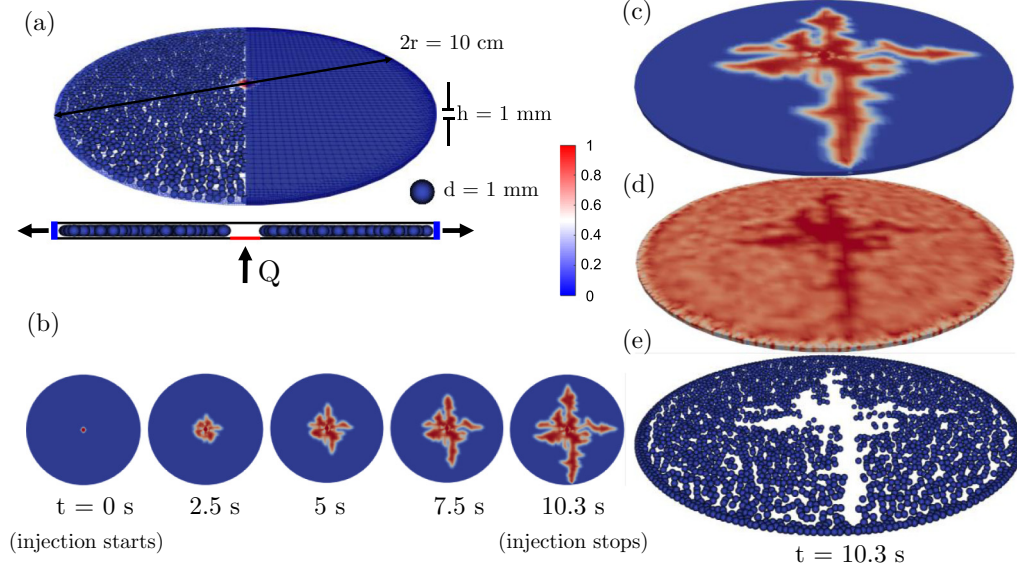 (a)
2r = 10 cm
h = 1 mm
d = 1 mm
Q
1
0.8
0.6
0.4
0.2
0
(b)
t = 0 s
2.5 s
5 s
7.5 s
10.3 s
(injection starts)
(injection stops)
(c)
(d)
(e)
t = 10.3 s